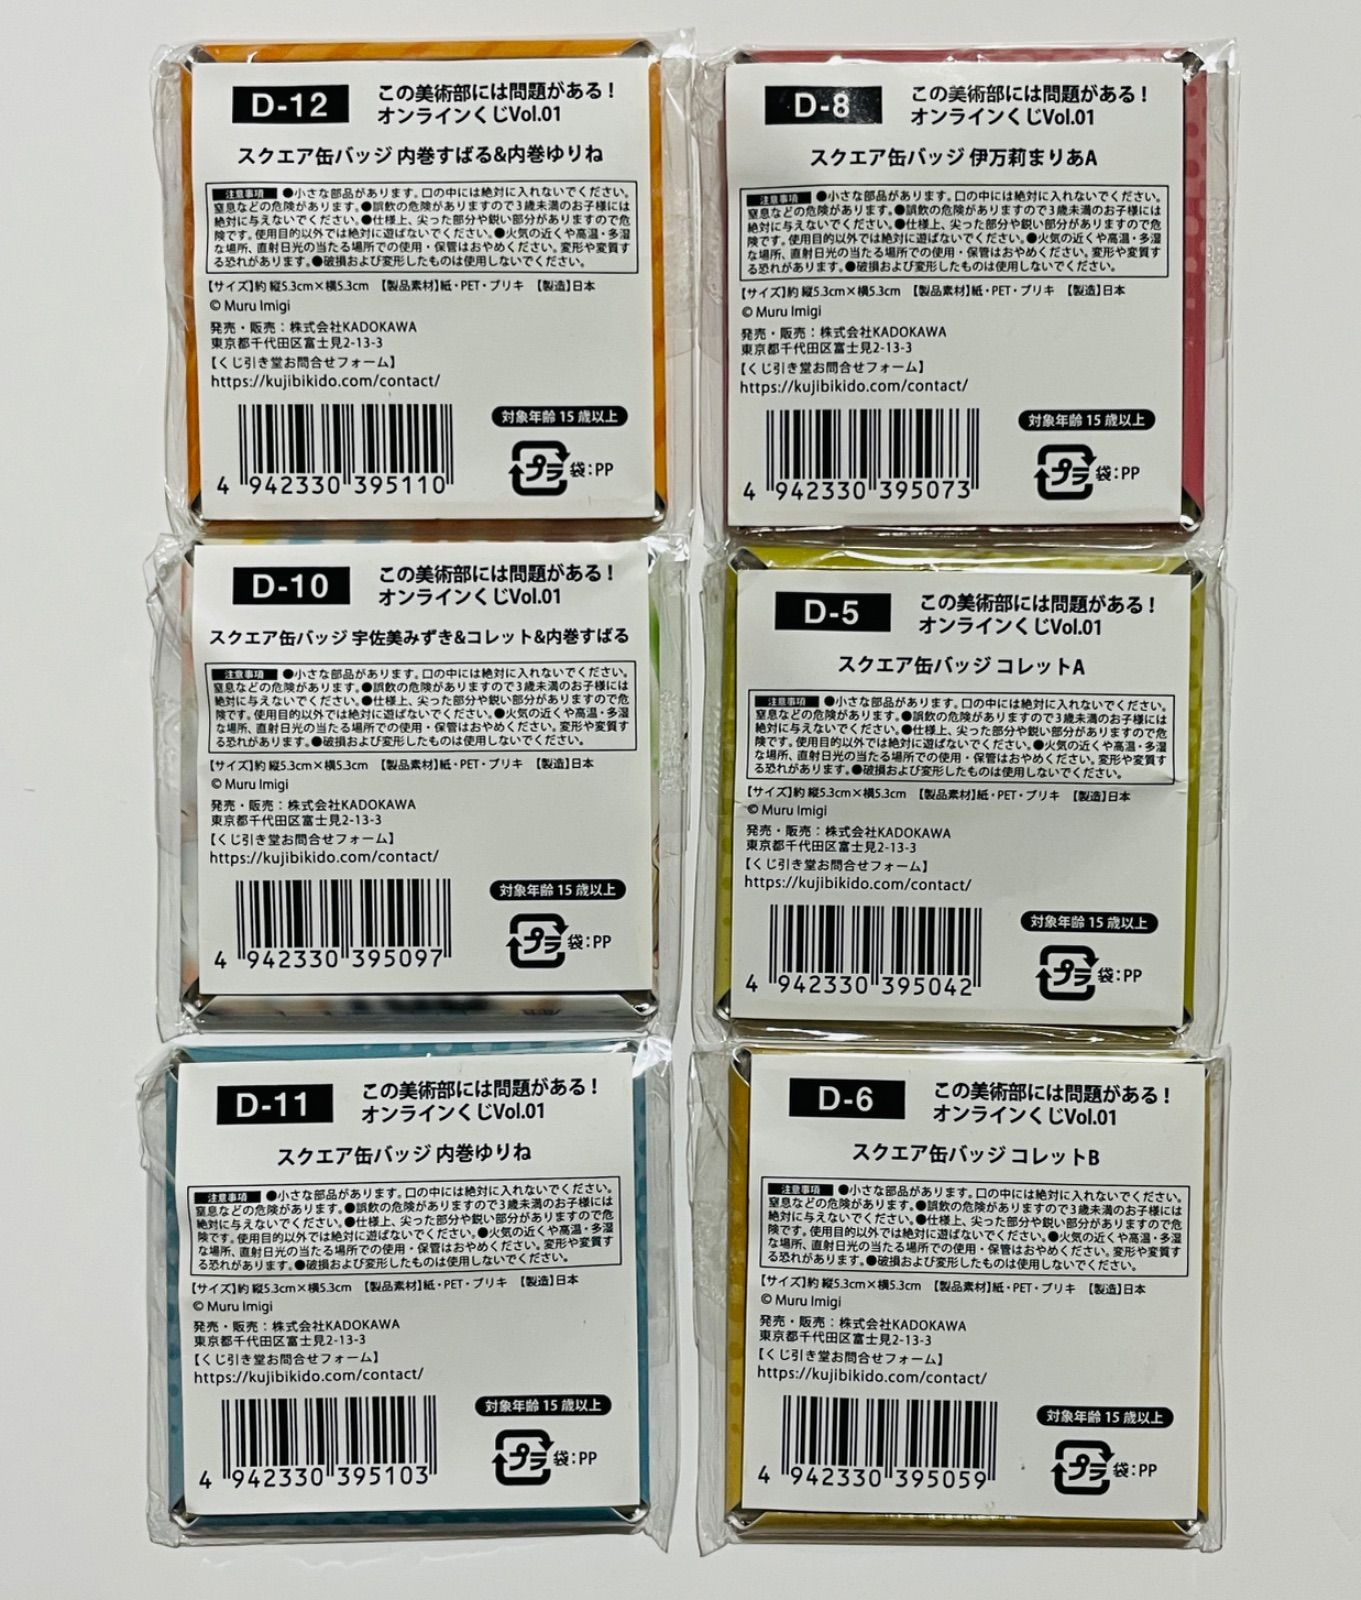 D-12
この美術部には問題がある!
オンラインくじVol.01
スクエア缶バッジ 内巻すばる&内巻ゆりね
注意事項 ●小さな部品があります。口の中には絶対に入れないでください。
窒息などの危険があります。●誤飲の危険がありますので3歳未満のお子様には
絶対に与えないでください。●仕様上、尖った部分や鋭い部分がありますので危
険です。使用目的以外では絶対に遊ばないでください。●火気の近くや高温・多湿
な場所、直射日光の当たる場所での使用・保管はおやめください。変形や変質す
る恐れがあります。●破損および変形したものは使用しないでください。
【サイズ】約 縦5.3cm×横5.3cm 【製品素材】紙・PET・ブリキ 【製造】日本
© Muru Imigi
発売・販売:株式会社KADOKAWA
東京都千代田区富士見2-13-3
【くじ引き堂お問合せフォーム】
https://kujibikido.com/contact/
対象年齢 15 歳以上
プラ 袋:PP
4 942330 395110
D-8
この美術部には問題がある!
オンラインくじVol.01
スクエア缶バッジ 伊万莉まりあA
注意事項 ●小さな部品があります。口の中には絶対に入れないでください。
窒息などの危険があります。●誤飲の危険がありますので3歳未満のお子様には
絶対に与えないでください。●仕様上、尖った部分や鋭い部分がありますので危
険です。使用目的以外では絶対に遊ばないでください。●火気の近くや高温・多湿
な場所、直射日光の当たる場所での使用・保管はおやめください。変形や変質す
る恐れがあります。●破損および変形したものは使用しないでください。
【サイズ】約 縦5.3cm×横5.3cm 【製品素材】紙・PET・ブリキ 【製造】日本
© Muru Imigi
発売・販売:株式会社KADOKAWA
東京都千代田区富士見2-13-3
【くじ引き堂お問合せフォーム】
https://kujibikido.com/contact/
対象年齢 15 歳以上
プラ 袋:PP
4 942330 395073
D-10
この美術部には問題がある!
オンラインくじVol.01
スクエア缶バッジ 宇佐美みずき&コレット&内巻すばる
注意事項 ●小さな部品があります。口の中には絶対に入れないでください。
窒息などの危険があります。●誤飲の危険がありますので3歳未満のお子様には
絶対に与えないでください。●仕様上、尖った部分や鋭い部分がありますので危
険です。使用目的以外では絶対に遊ばないでください。●火気の近くや高温・多湿
な場所、直射日光の当たる場所での使用・保管はおやめください。変形や変質す
る恐れがあります。●破損および変形したものは使用しないでください。
【サイズ】約 縦5.3cm×横5.3cm 【製品素材】紙・PET・ブリキ 【製造】日本
© Muru Imigi
発売・販売:株式会社KADOKAWA
東京都千代田区富士見2-13-3
【くじ引き堂お問合せフォーム】
https://kujibikido.com/contact/
対象年齢 15 歳以上
プラ 袋:PP
4 942330 395097
D-5
この美術部には問題がある!
オンラインくじVol.01
スクエア缶バッジ コレットA
注意事項 ●小さな部品があります。口の中には絶対に入れないでください。
窒息などの危険があります。●誤飲の危険がありますので3歳未満のお子様には
絶対に与えないでください。●仕様上、尖った部分や鋭い部分がありますので危
険です。使用目的以外では絶対に遊ばないでください。●火気の近くや高温・多湿
な場所、直射日光の当たる場所での使用・保管はおやめください。変形や変質す
る恐れがあります。●破損および変形したものは使用しないでください。
【サイズ】約 縦5.3cm×横5.3cm 【製品素材】紙・PET・ブリキ 【製造】日本
© Muru Imigi
発売・販売:株式会社KADOKAWA
東京都千代田区富士見2-13-3
【くじ引き堂お問合せフォーム】
https://kujibikido.com/contact/
対象年齢 15 歳以上
プラ 袋:PP
4 942330 395042
D-11
この美術部には問題がある!
オンラインくじVol.01
スクエア缶バッジ 内巻ゆりね
注意事項 ●小さな部品があります。口の中には絶対に入れないでください。
窒息などの危険があります。●誤飲の危険がありますので3歳未満のお子様には
絶対に与えないでください。●仕様上、尖った部分や鋭い部分がありますので危
険です。使用目的以外では絶対に遊ばないでください。●火気の近くや高温・多湿
な場所、直射日光の当たる場所での使用・保管はおやめください。変形や変質す
る恐れがあります。●破損および変形したものは使用しないでください。
【サイズ】約 縦5.3cm×横5.3cm 【製品素材】紙・PET・ブリキ 【製造】日本
© Muru Imigi
発売・販売:株式会社KADOKAWA
東京都千代田区富士見2-13-3
【くじ引き堂お問合せフォーム】
https://kujibikido.com/contact/
対象年齢 15 歳以上
プラ 袋:PP
4 942330 395103
D-6
この美術部には問題がある!
オンラインくじVol.01
スクエア缶バッジ コレットB
注意事項 ●小さな部品があります。口の中には絶対に入れないでください。
窒息などの危険があります。●誤飲の危険がありますので3歳未満のお子様には
絶対に与えないでください。●仕様上、尖った部分や鋭い部分がありますので危
険です。使用目的以外では絶対に遊ばないでください。●火気の近くや高温・多湿
な場所、直射日光の当たる場所での使用・保管はおやめください。変形や変質す
る恐れがあります。●破損および変形したものは使用しないでください。
【サイズ】約 縦5.3cm×横5.3cm 【製品素材】紙・PET・ブリキ 【製造】日本
© Muru Imigi
発売・販売:株式会社KADOKAWA
東京都千代田区富士見2-13-3
【くじ引き堂お問合せフォーム】
https://kujibikido.com/contact/
対象年齢 15 歳以上
プラ 袋:PP
4 942330 395059